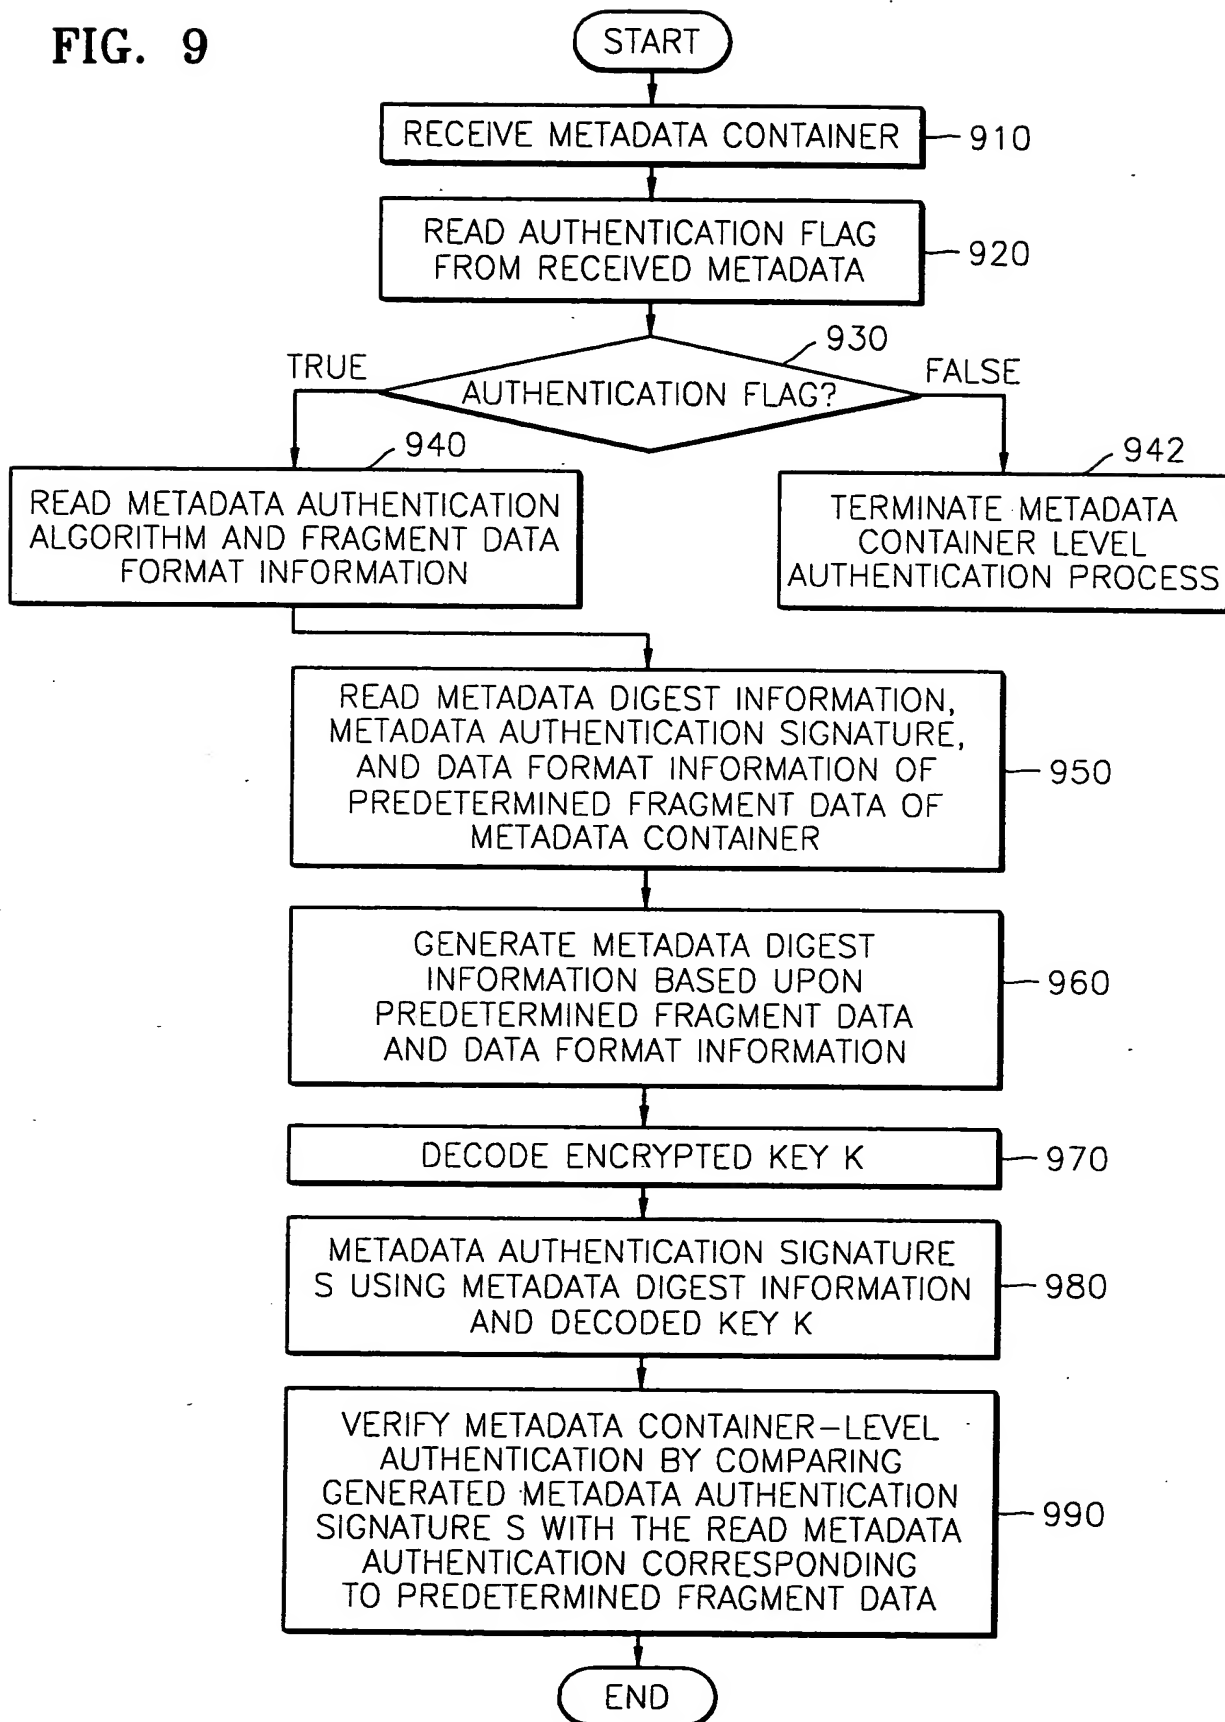 FIG. 9
START
RECEIVE METADATA CONTAINER
910
READ AUTHENTICATION FLAG
FROM RECEIVED METADATA
920
930
TRUE
AUTHENTICATION FLAG?
FALSE
940
READ METADATA AUTHENTICATION
ALGORITHM AND FRAGMENT DATA
FORMAT INFORMATION
942
TERMINATE METADATA
CONTAINER LEVEL
AUTHENTICATION PROCESS
READ METADATA DIGEST INFORMATION,
METADATA AUTHENTICATION SIGNATURE,
AND DATA FORMAT INFORMATION OF
PREDETERMINED FRAGMENT DATA OF
METADATA CONTAINER
950
GENERATE METADATA DIGEST
INFORMATION BASED UPON
PREDETERMINED FRAGMENT DATA
AND DATA FORMAT INFORMATION
960
DECODE ENCRYPTED KEY K
970
METADATA AUTHENTICATION SIGNATURE
S USING METADATA DIGEST INFORMATION
AND DECODED KEY K
980
VERIFY METADATA CONTAINER-LEVEL
AUTHENTICATION BY COMPARING
GENERATED METADATA AUTHENTICATION
SIGNATURE S WITH THE READ METADATA
AUTHENTICATION CORRESPONDING
TO PREDETERMINED FRAGMENT DATA
990
END